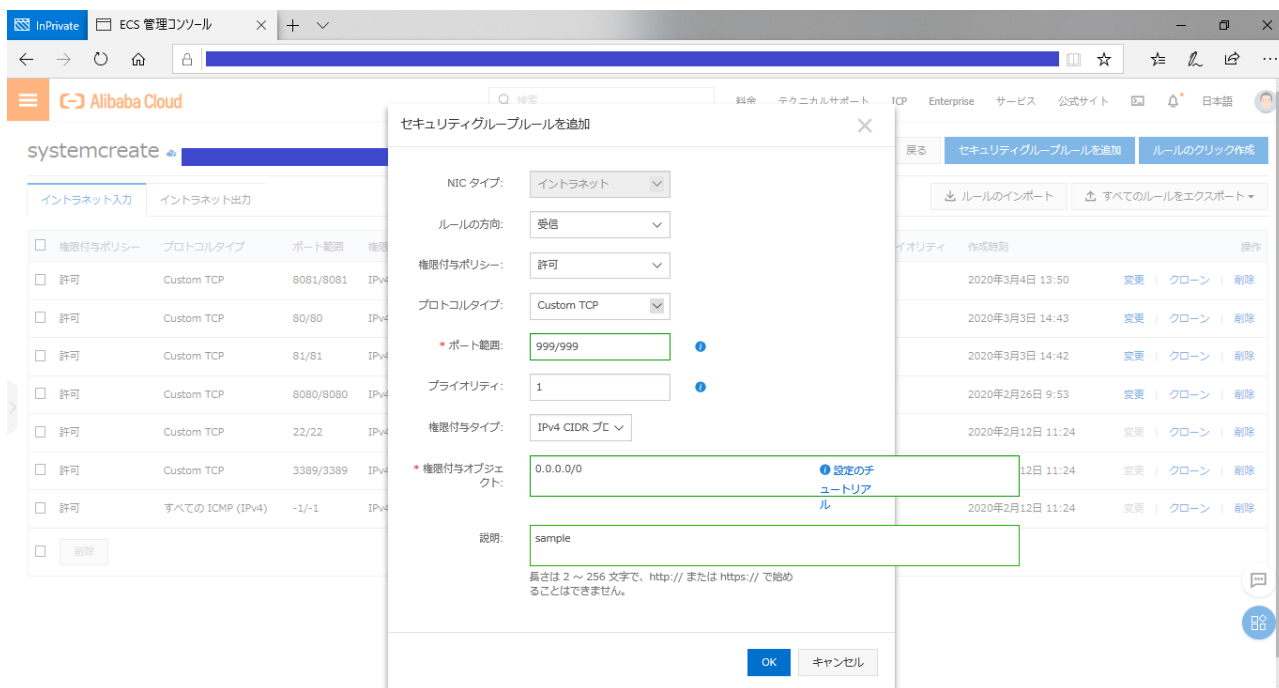 InPrivate
ECS 管理コンソール
Alibaba Cloud
検索
料金 テクニカルサポート ICP Enterprise サービス 公式サイト 日本語
systemcreate
戻る セキュリティグループルールを追加 ルールのクリック作成
イントラネット入力 イントラネット出力
ルールのインポート すべてのルールをエクスポート
権限付与ポリシー プロトコルタイプ ポート範囲 権限 イオリティ 作成時刻 操作
許可 Custom TCP 8081/8081 IPv4 2020年3月4日 13:50 変更 クローン 削除
許可 Custom TCP 80/80 IPv4 2020年3月3日 14:43 変更 クローン 削除
許可 Custom TCP 81/81 IPv4 2020年3月3日 14:42 変更 クローン 削除
許可 Custom TCP 8080/8080 IPv4 2020年2月26日 9:53 変更 クローン 削除
許可 Custom TCP 22/22 IPv4 2020年2月12日 11:24 変更 クローン 削除
許可 Custom TCP 3389/3389 IPv4 12日 11:24 変更 クローン 削除
許可 すべての ICMP (IPv4) -1/-1 IPv4 2020年2月12日 11:24 変更 クローン 削除
削除
セキュリティグループルールを追加
NIC タイプ: イントラネット
ルールの方向: 受信
権限付与ポリシー: 許可
プロトコルタイプ: Custom TCP
* ポート範囲: 999/999
プライオリティ: 1
権限付与タイプ: IPv4 CIDR ブロ
* 権限付与オブジェ
クト:
0.0.0.0/0
設定のチ
ュートリア
ル
説明: sample
長さは 2 ～ 256 文字で、http:// または https:// で始め
ることはできません。
OK キャンセル